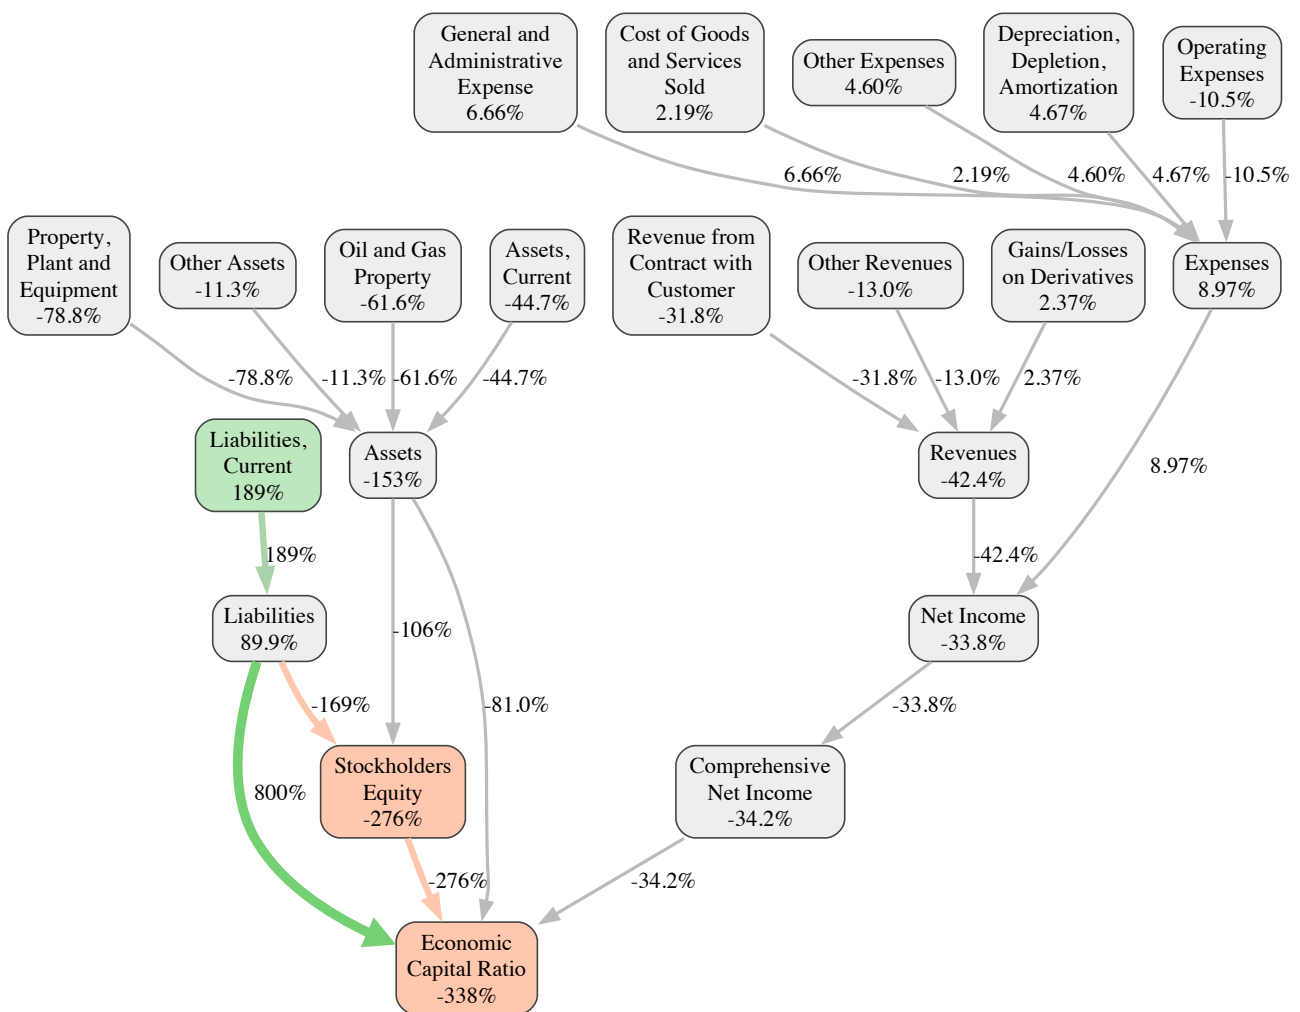 General and
Administrative
Expense
6.66%
Cost of Goods
and Services
Sold
2.19%
Other Expenses
4.60%
Depreciation,
Depletion,
Amortization
4.67%
Operating
Expenses
-10.5%
6.66%
2.19%
4.60%
4.67%
-10.5%
Property,
Plant and
Equipment
-78.8%
Other Assets
-11.3%
Oil and Gas
Property
-61.6%
Assets,
Current
-44.7%
Revenue from
Contract with
Customer
-31.8%
Other Revenues
-13.0%
Gains/Losses
on Derivatives
2.37%
Expenses
8.97%
-78.8%
-11.3%
-61.6%
-44.7%
-31.8%
-13.0%
2.37%
Liabilities,
Current
189%
Assets
-153%
Revenues
-42.4%
8.97%
189%
-42.4%
Liabilities
89.9%
-106%
Net Income
-33.8%
-169%
-81.0%
-33.8%
800%
Stockholders
Equity
-276%
Comprehensive
Net Income
-34.2%
-276%
-34.2%
Economic
Capital Ratio
-338%